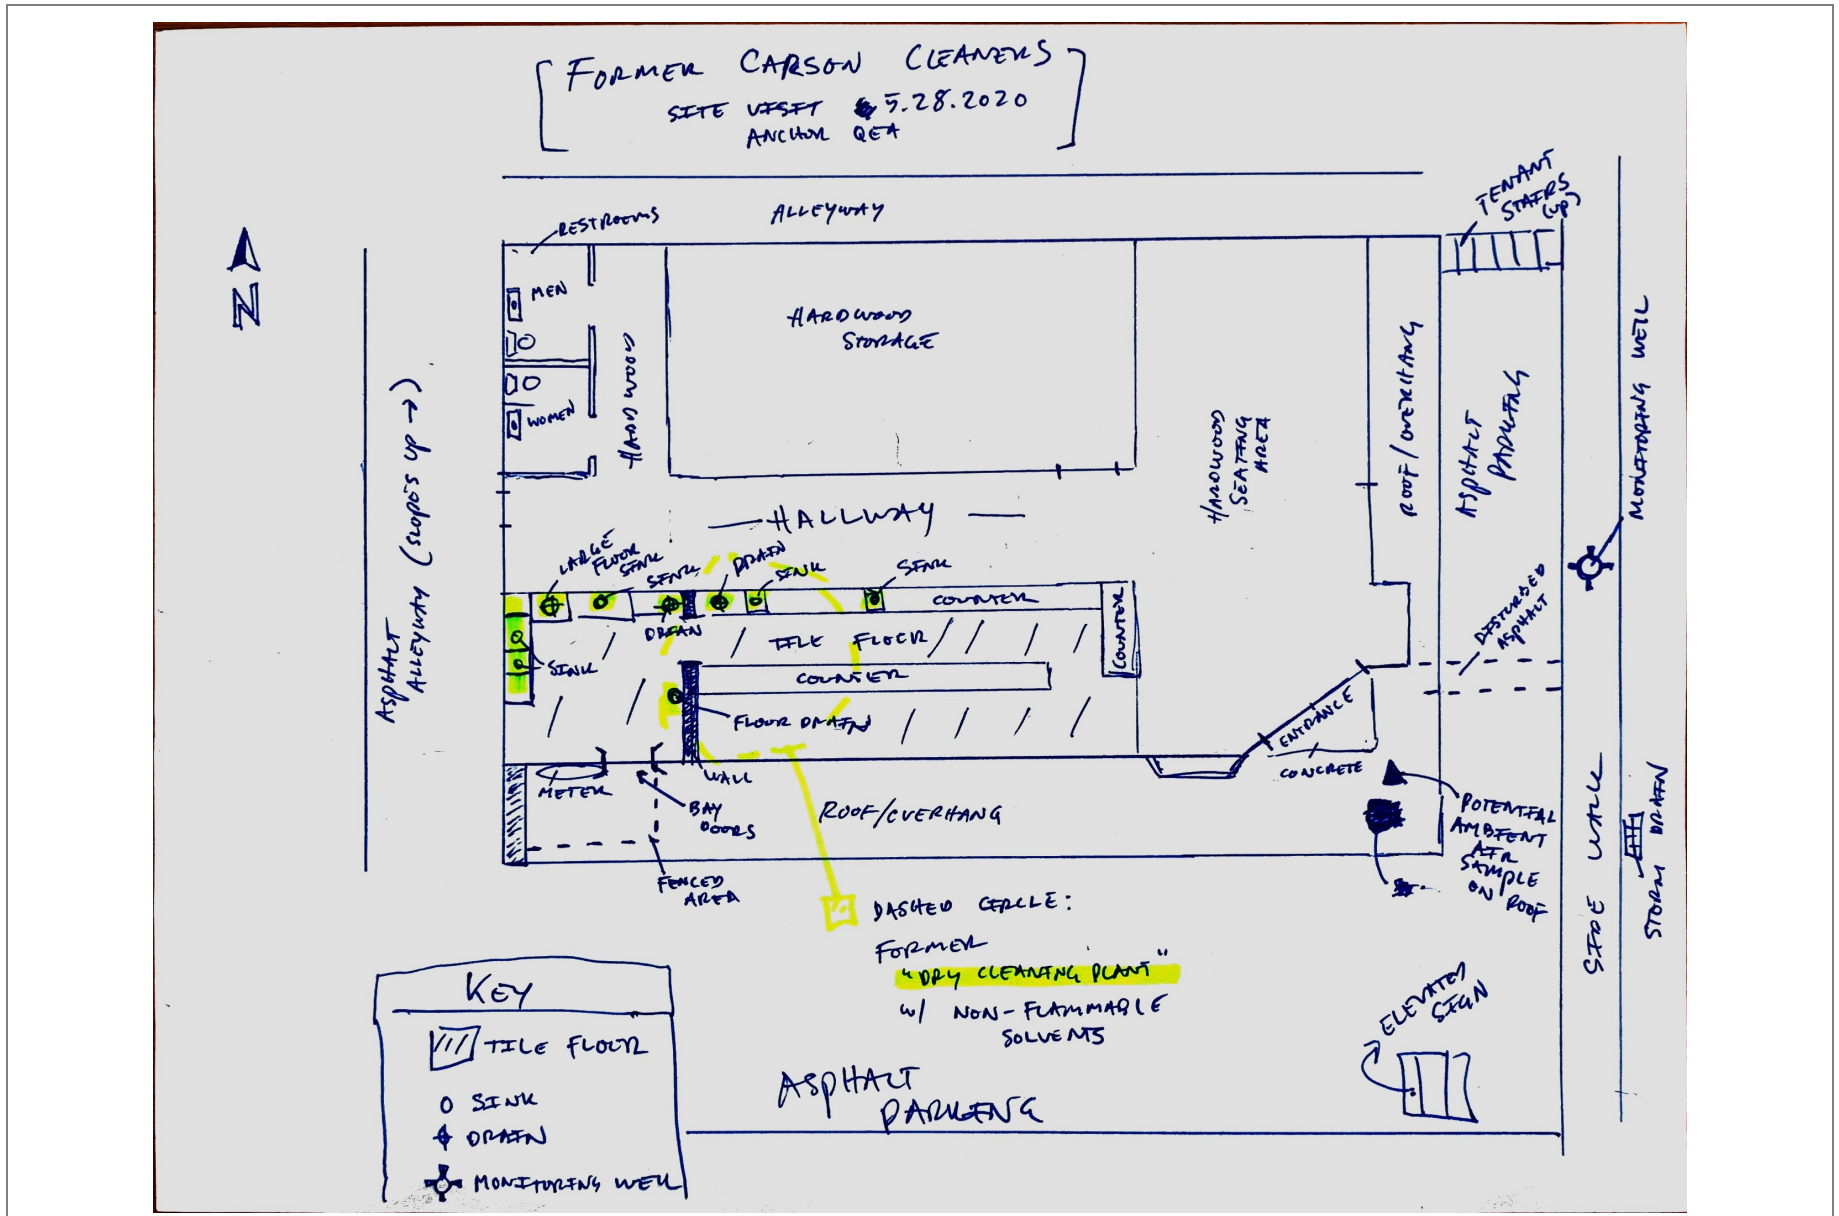 FORMER CARSON CLEANERS
SITE VISIT 5.28.2020
ANCHOR QEA
TENANT
STAIRS
(UP)
ALLEYWAY
RESTROOMS
N
MEN
WOMEN
HARDWOOD
HARDWOOD
STORAGE
HARDWOOD
SEATING
AREA
ROOF/OVERHANG
ASPHALT
PARKING
MONITORING WELL
ASPHALT
ALLEYWAY (SLOPES UP →)
HALLWAY
LARGE
FLOOR
SINK
SINK
DRAIN
SINK
SINK
COUNTER
COUNTER
DRAIN
TILE FLOOR
SINK
COUNTER
FLOOR DRAIN
DISTURBED
ASPHALT
ENTRANCE
CONCRETE
WALL
METER
BAY
DOORS
ROOF/OVERHANG
FENCED
AREA
POTENTIAL
AMBIENT
AIR
SAMPLE
ON ROOF
SIDE WALK
STORM DRAIN
DASHED CIRCLE:
FORMER
"DRY CLEANING PLANT"
W/ NON-FLAMMABLE
SOLVENTS
ELEVATED
SIGN
ASPHALT
PARKING
KEY
TILE FLOOR
SINK
DRAIN
MONITORING WELL